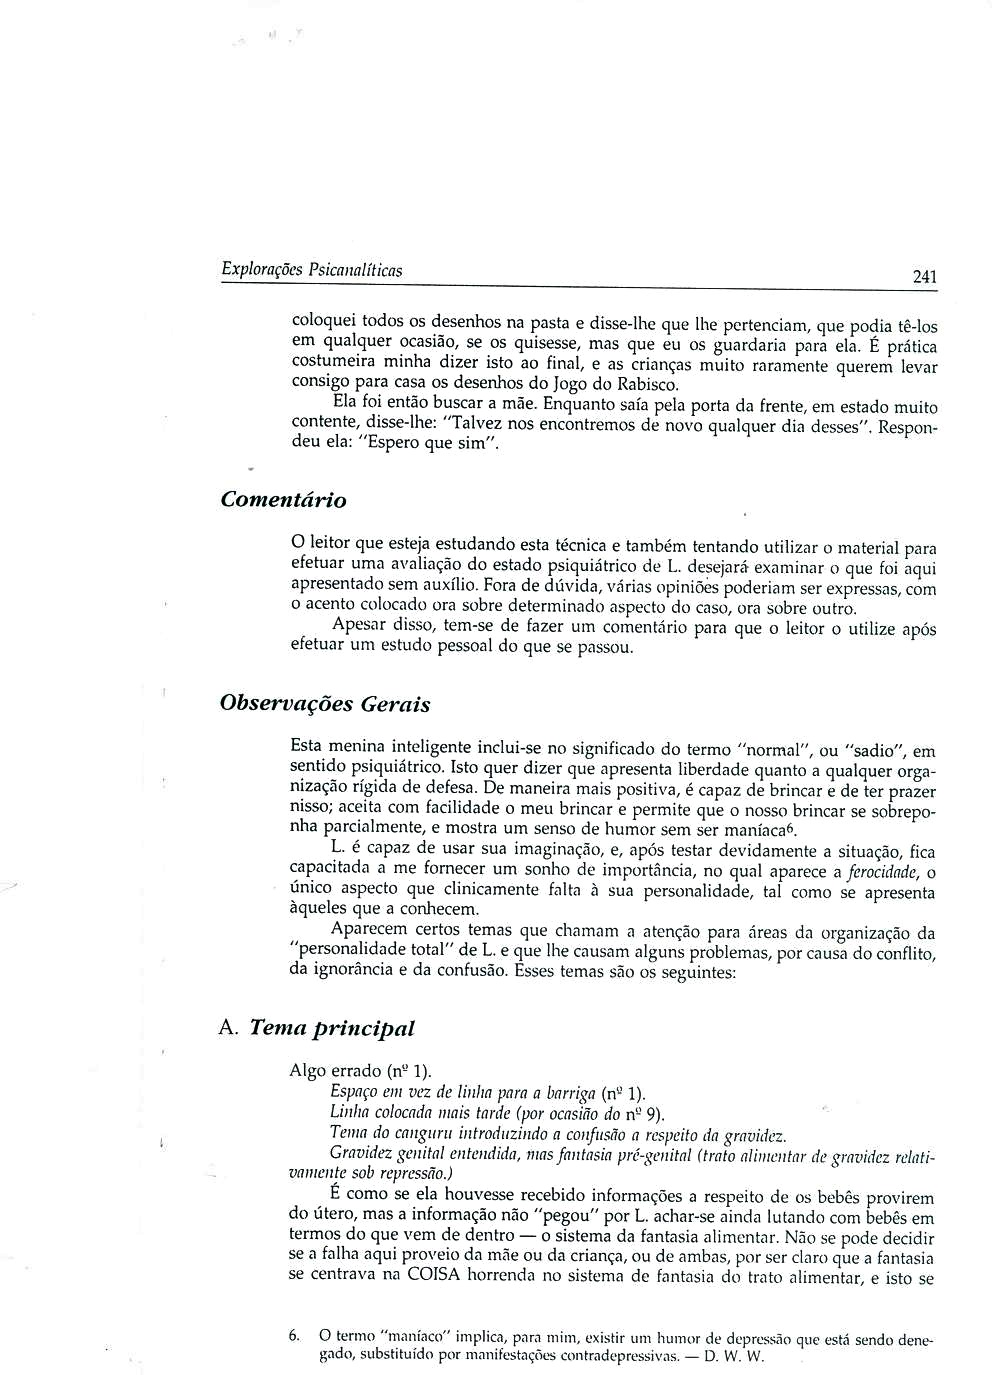 Explorações Psicanalíticas
241
coloquei todos os desenhos na pasta e disse-lhe que lhe pertenciam, que podia tê-los
em qualquer ocasião, se os quisesse, mas que eu os guardaria para ela. É prática
costumeira minha dizer isto ao final, e as crianças muito raramente querem levar
consigo para casa os desenhos do Jogo do Rabisco.
Ela foi então buscar a mãe. Enquanto saía pela porta da frente, em estado muito
contente, disse-lhe: "Talvez nos encontremos de novo qualquer dia desses". Respon-
deu ela: "Espero que sim".
Comentário
O leitor que esteja estudando esta técnica e também tentando utilizar o material para
efetuar uma avaliação do estado psiquiátrico de L. desejará examinar o que foi aqui
apresentado sem auxílio. Fora de dúvida, várias opiniões poderiam ser expressas, com
o acento colocado ora sobre determinado aspecto do caso, ora sobre outro.
Apesar disso, tem-se de fazer um comentário para que o leitor o utilize após
efetuar um estudo pessoal do que se passou.
Observações Gerais
Esta menina inteligente inclui-se no significado do termo "normal", ou "sadio", em
sentido psiquiátrico. Isto quer dizer que apresenta liberdade quanto a qualquer orga-
nização rígida de defesa. De maneira mais positiva, é capaz de brincar e de ter prazer
nisso; aceita com facilidade o meu brincar e permite que o nosso brincar se sobrepo-
nha parcialmente, e mostra um senso de humor sem ser maníaca⁶.
L. é capaz de usar sua imaginação, e, após testar devidamente a situação, fica
capacitada a me fornecer um sonho de importância, no qual aparece a ferocidade, o
único aspecto que clinicamente falta à sua personalidade, tal como se apresenta
àqueles que a conhecem.
Aparecem certos temas que chamam a atenção para áreas da organização da
"personalidade total" de L. e que lhe causam alguns problemas, por causa do conflito,
da ignorância e da confusão. Esses temas são os seguintes:
A. Tema principal
Algo errado (nº 1).
Espaço em vez de linha para a barriga (nº 1).
Linha colocada mais tarde (por ocasião do nº 9).
Tema do canguru introduzindo a confusão a respeito da gravidez.
Gravidez genital entendida, mas fantasia pré-genital (trato alimentar de gravidez relati-
vamente sob repressão.)
É como se ela houvesse recebido informações a respeito de os bebês provirem
do útero, mas a informação não "pegou" por L. achar-se ainda lutando com bebês em
termos do que vem de dentro — o sistema da fantasia alimentar. Não se pode decidir
se a falha aqui proveio da mãe ou da criança, ou de ambas, por ser claro que a fantasia
se centrava na COISA horrenda no sistema de fantasia do trato alimentar, e isto se
6. O termo "maníaco" implica, para mim, existir um humor de depressão que está sendo dene-
gado, substituído por manifestações contradepressivas. — D. W. W.